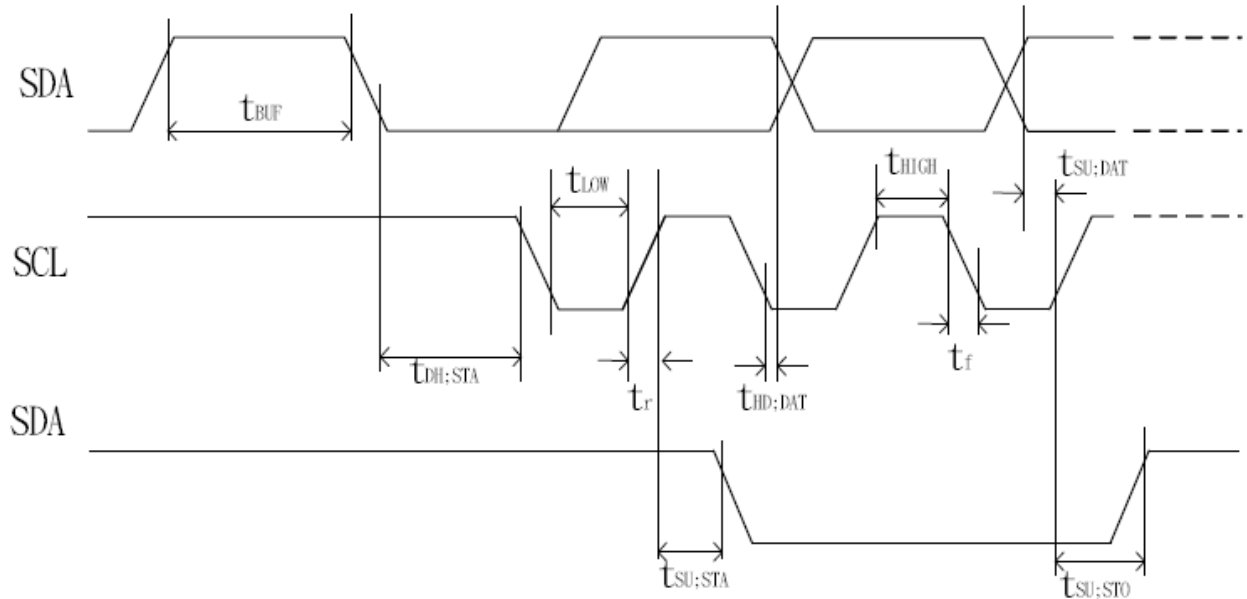 SDA
tBUF
tLOW
tHIGH
tSU;DAT
SCL
tDH;STA
tr
tHD;DAT
tf
SDA
tSU;STA
tSU;STO